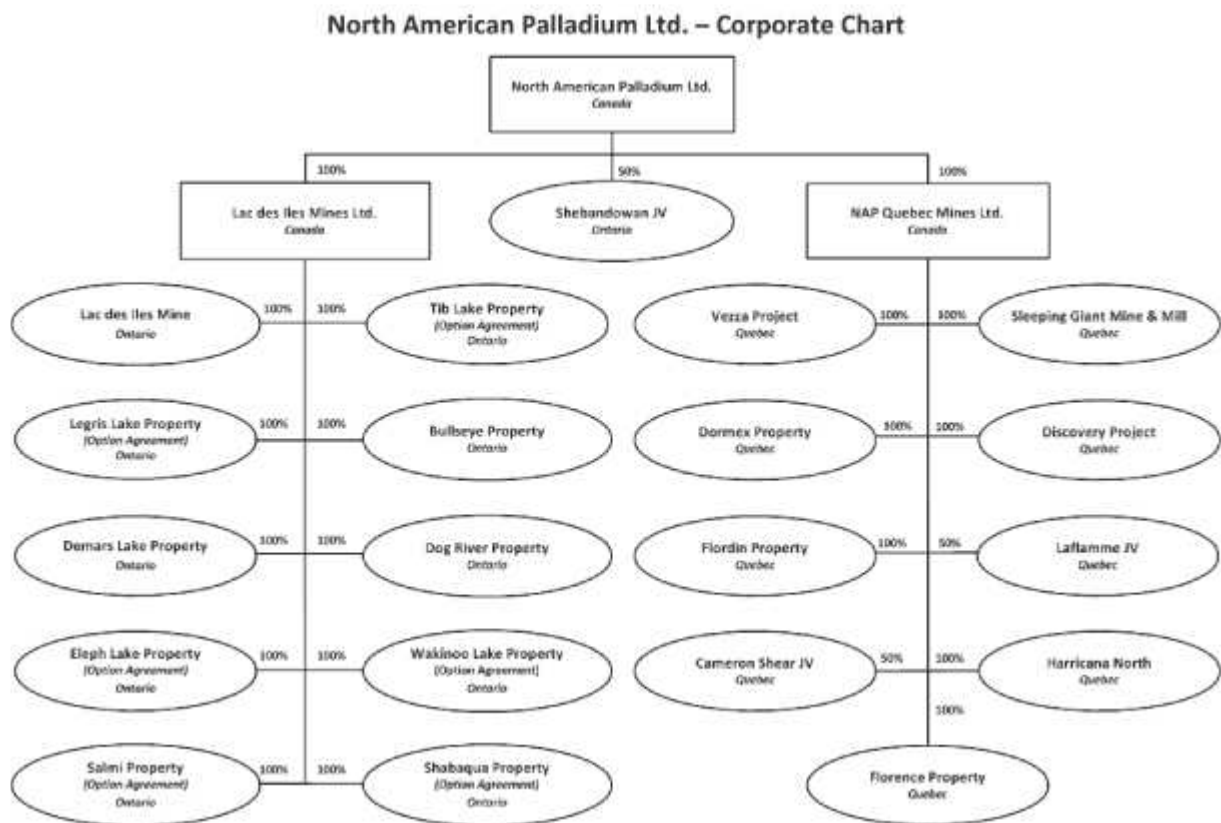 North American Palladium Ltd. – Corporate Chart
North American Palladium Ltd.
Canada
100%
50%
100%
Lac des Iles Mines Ltd.
Canada
Shebandowan JV
Ontario
NAP Quebec Mines Ltd.
Canada
Lac des Iles Mine
Ontario
100%
100%
Tib Lake Property
(Option Agreement)
Ontario
Vezza Project
Quebec
100%
100%
Sleeping Giant Mine & Mill
Quebec
Legris Lake Property
(Option Agreement)
Ontario
100%
100%
Bullseye Property
Ontario
Dormex Property
Quebec
100%
100%
Discovery Project
Quebec
Demars Lake Property
Ontario
100%
100%
Dog River Property
Ontario
Flordin Property
Quebec
100%
50%
Laflamme JV
Quebec
Eleph Lake Property
(Option Agreement)
Ontario
100%
100%
Wakinoo Lake Property
(Option Agreement)
Ontario
Cameron Shear JV
Quebec
50%
100%
Harricana North
Quebec
100%
Salmi Property
(Option Agreement)
Ontario
100%
100%
Shabaqua Property
(Option Agreement)
Ontario
Florence Property
Quebec